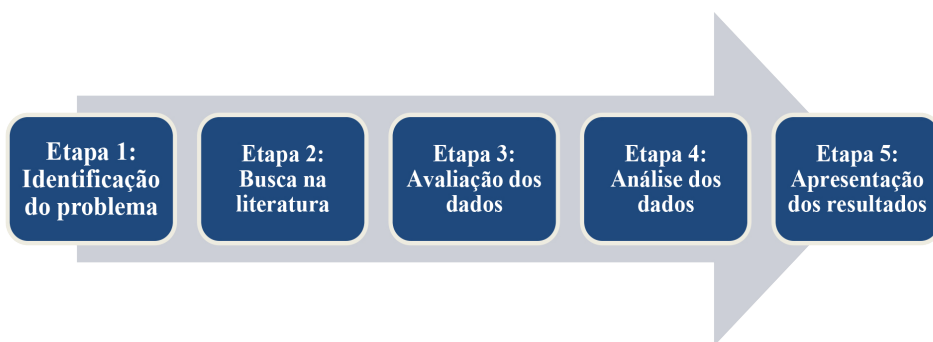 Etapa 1:
Identificação
do problema
Etapa 2:
Busca na
literatura
Etapa 3:
Avaliação dos
dados
Etapa 4:
Análise dos
dados
Etapa 5:
Apresentação
dos resultados